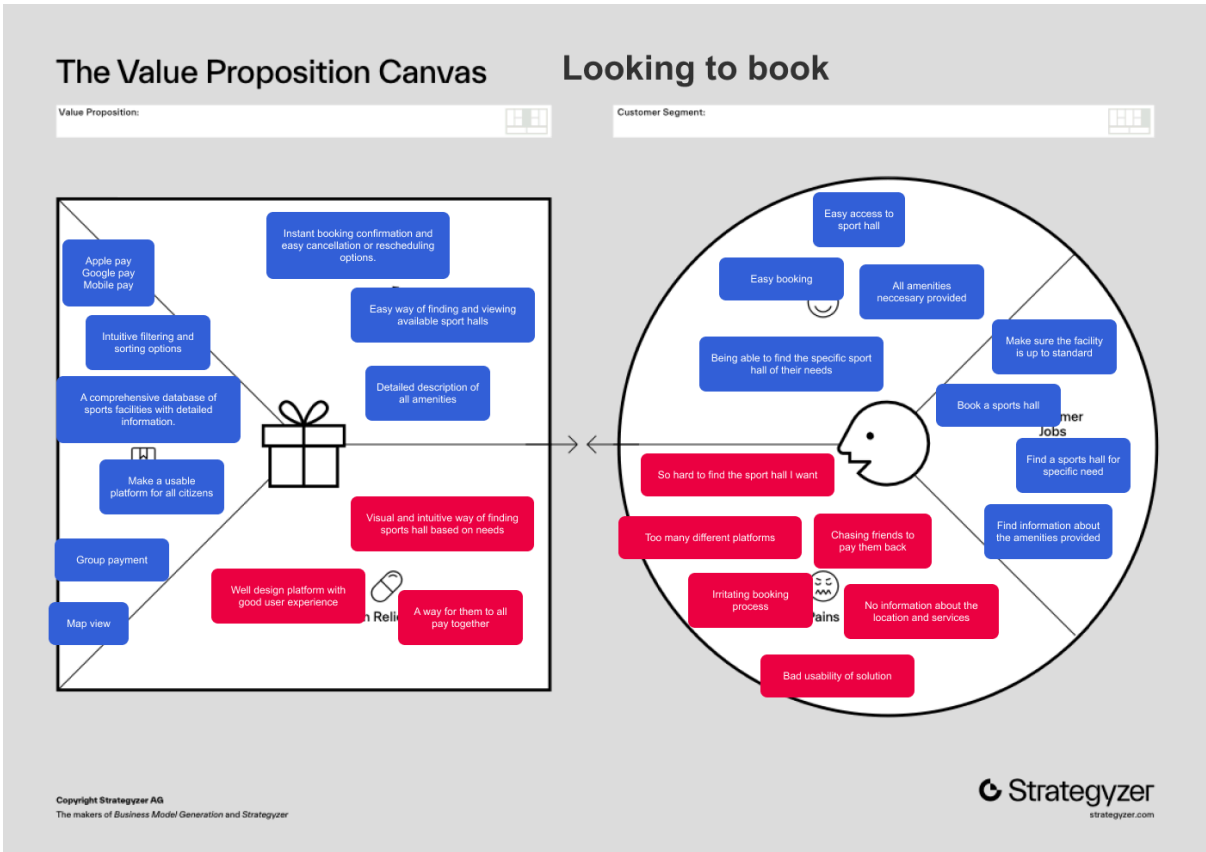 The Value Proposition Canvas
Looking to book
Value Proposition:
Customer Segment:
Instant booking confirmation and
easy cancellation or rescheduling
options.
Apple pay
Google pay
Mobile pay
Easy way of finding and viewing
available sport halls
Intuitive filtering and
sorting options
Detailed description of
all amenities
A comprehensive database of
sports facilities with detailed
information.
Make a usable
platform for all citizens
Visual and intuitive way of finding
sports hall based on needs
Group payment
Well design platform with
good user experience
n Relie
A way for them to all
pay together
Map view
Easy access to
sport hall
Easy booking
All amenities
neccesary provided
Make sure the facility
is up to standard
Being able to find the specific sport
hall of their needs
Book a sports hall
mer
Jobs
Find a sports hall for
specific need
So hard to find the sport hall I want
Find information about
the amenities provided
Too many different platforms
Chasing friends to
pay them back
Irritating booking
process
Pains
No information about the
location and services
Bad usability of solution
Copyright Strategyzer AG
The makers of Business Model Generation and Strategyzer
Strategyzer
strategyzer.com